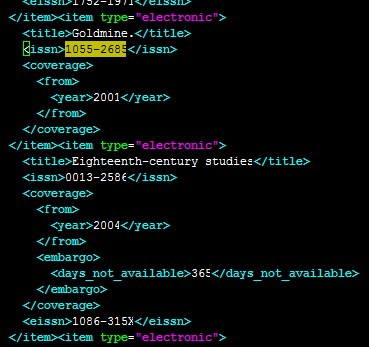 <eissn>1752-1971</eissn>
</item><item type="electronic">
<title>Goldmine.</title>
<issn>1055-2685</issn>
<coverage>
<from>
<year>2001</year>
</from>
</coverage>
</item><item type="electronic">
<title>Eighteenth-century studies</title>
<issn>0013-2586</issn>
<coverage>
<from>
<year>2004</year>
</from>
<embargo>
<days_not_available>365</days_not_available>
</embargo>
</coverage>
<eissn>1086-315X</eissn>
</item><item type="electronic">